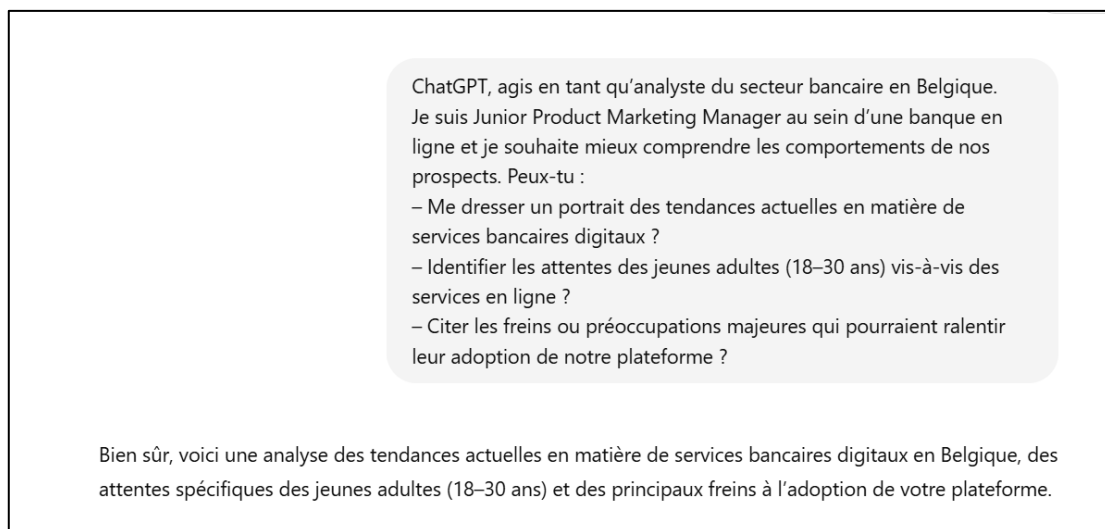 ChatGPT, agis en tant qu’analyste du secteur bancaire en Belgique.
Je suis Junior Product Marketing Manager au sein d’une banque en
ligne et je souhaite mieux comprendre les comportements de nos
prospects. Peux-tu :
– Me dresser un portrait des tendances actuelles en matière de
services bancaires digitaux ?
– Identifier les attentes des jeunes adultes (18–30 ans) vis-à-vis des
services en ligne ?
– Citer les freins ou préoccupations majeures qui pourraient ralentir
leur adoption de notre plateforme ?
Bien sûr, voici une analyse des tendances actuelles en matière de services bancaires digitaux en Belgique, des
attentes spécifiques des jeunes adultes (18–30 ans) et des principaux freins à l’adoption de votre plateforme.